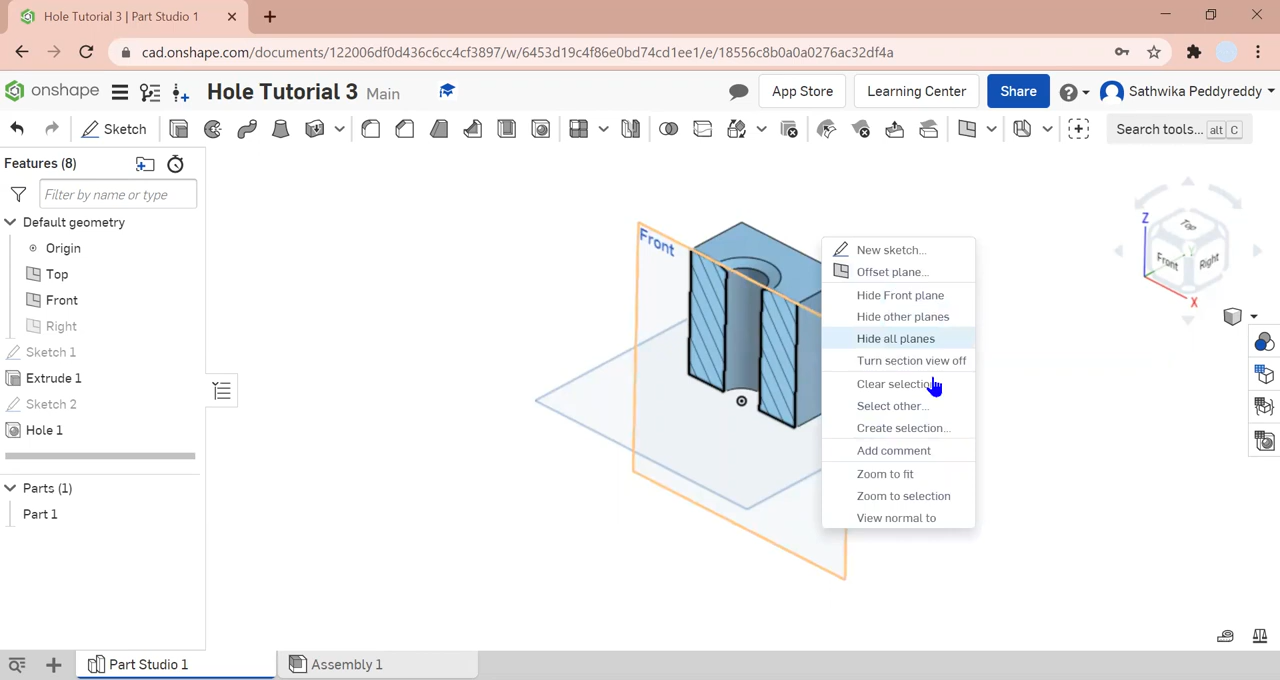 Hole Tutorial 3 | Part Studio 1
cad.onshape.com/documents/122006df0d436c6cc4cf3897/w/6453d19c4f86e0bd74cd1ee1/e/18556c8b0a0a0276ac32df4a
onshape
Hole Tutorial 3 Main
App Store
Learning Center
Share
Sathwika Peddyreddy
Sketch
Search tools... alt C
Features (8)
Filter by name or type
Default geometry
Origin
Top
Front
Right
Sketch 1
Extrude 1
Sketch 2
Hole 1
Parts (1)
Part 1
Front
New sketch...
Offset plane...
Hide Front plane
Hide other planes
Hide all planes
Turn section view off
Clear selection
Select other...
Create selection...
Add comment
Zoom to fit
Zoom to selection
View normal to
Z
Top
Front
Right
Y
X
Part Studio 1
Assembly 1